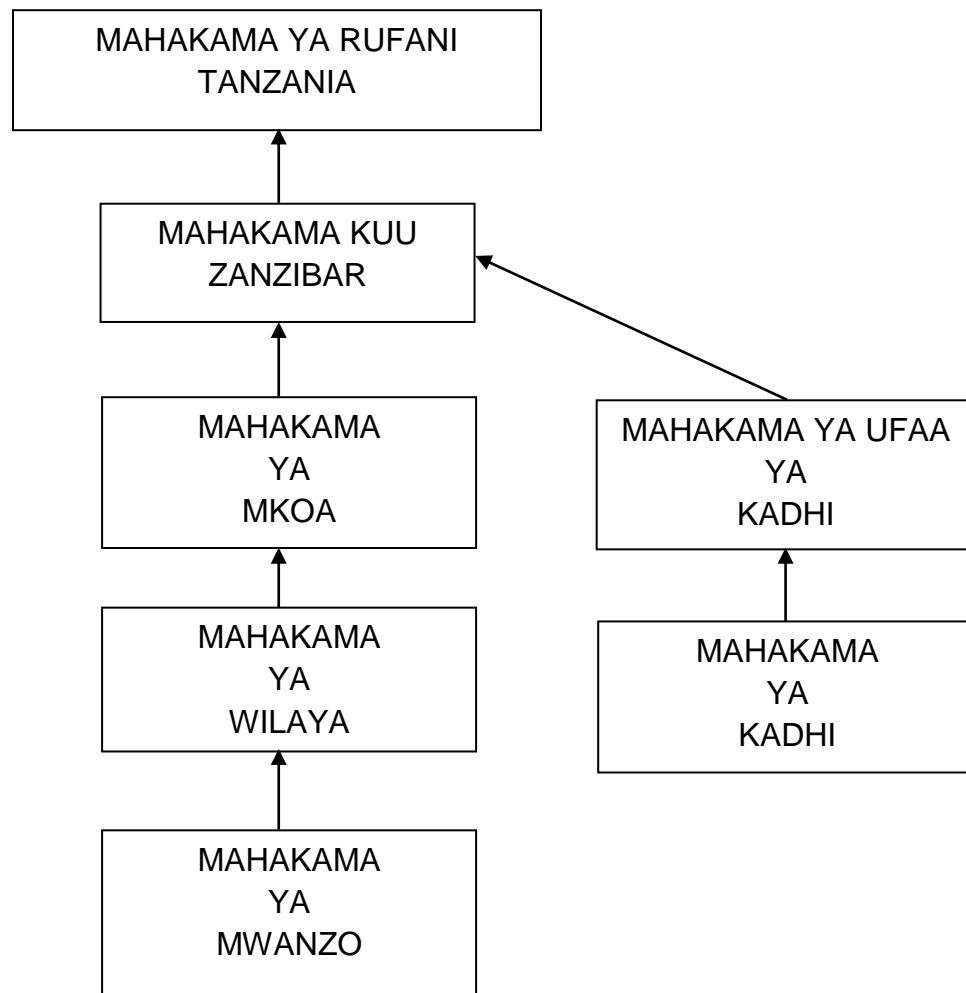 MAHAKAMA YA RUFANI
TANZANIA
MAHAKAMA KUU
ZANZIBAR
MAHAKAMA
YA
MKOA
MAHAKAMA YA UFAA
YA
KADHI
MAHAKAMA
YA
WILAYA
MAHAKAMA
YA
KADHI
MAHAKAMA
YA
MWANZO